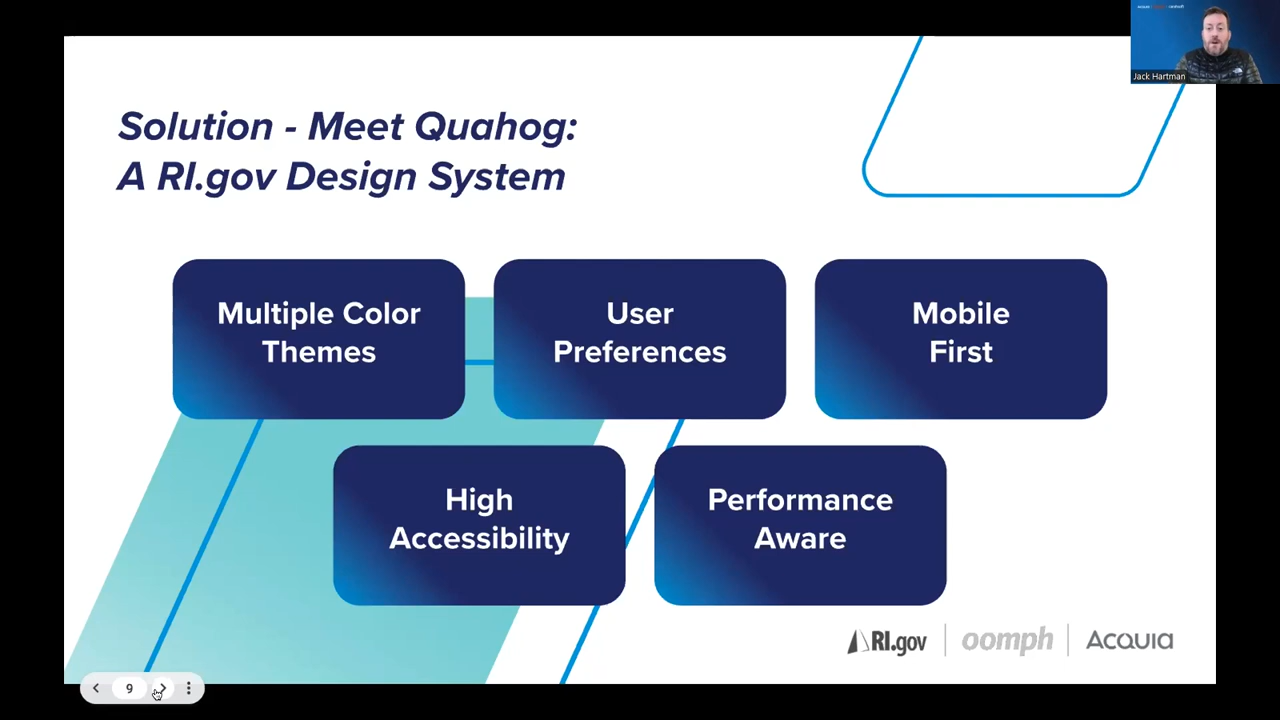 Jack Hartman
Solution - Meet Quahog:
A RI.gov Design System
Multiple Color
Themes
User
Preferences
Mobile
First
High
Accessibility
Performance
Aware
RI.gov
oomph
Acquia
9